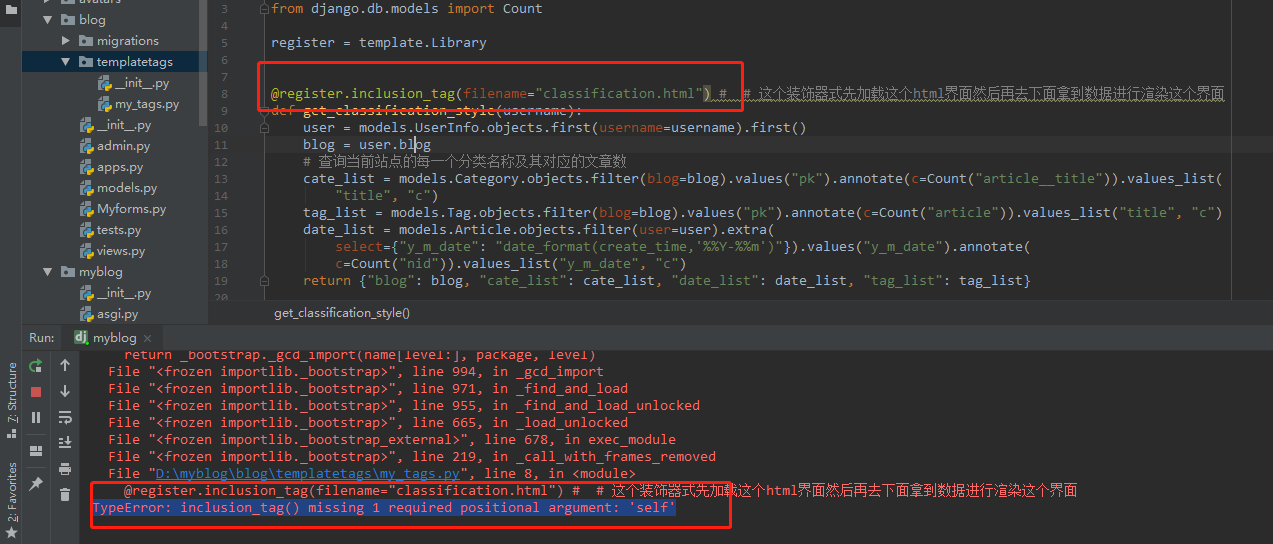 avatars
blog
migrations
templatetags
__init__.py
my_tags.py
__init__.py
admin.py
apps.py
models.py
Myforms.py
tests.py
views.py
myblog
__init__.py
asgi.py
3 from django.db.models import Count
4
5 register = template.Library
6
7
8 @register.inclusion_tag(filename="classification.html") # # 这个装饰器式先加载这个html界面然后再去下面拿到数据进行渲染这个界面
9 def get_classification_style(username):
10 user = models.UserInfo.objects.first(username=username).first()
11 blog = user.blog
12 # 查询当前站点的每一个分类名称及其对应的文章数
13 cate_list = models.Category.objects.filter(blog=blog).values("pk").annotate(c=Count("article__title")).values_list(
14 "title", "c")
15 tag_list = models.Tag.objects.filter(blog=blog).values("pk").annotate(c=Count("article")).values_list("title", "c")
16 date_list = models.Article.objects.filter(user=user).extra(
17 select={"y_m_date": "date_format(create_time,'%%Y-%%m')"}).values("y_m_date").annotate(
18 c=Count("nid")).values_list("y_m_date", "c")
19 return {"blog": blog, "cate_list": cate_list, "date_list": date_list, "tag_list": tag_list}
20
get_classification_style()
Run: myblog ×
return _bootstrap._gcd_import(name[level:], package, level)
File "<frozen importlib._bootstrap>", line 994, in _gcd_import
File "<frozen importlib._bootstrap>", line 971, in _find_and_load
File "<frozen importlib._bootstrap>", line 955, in _find_and_load_unlocked
File "<frozen importlib._bootstrap>", line 665, in _load_unlocked
File "<frozen importlib._bootstrap_external>", line 678, in exec_module
File "<frozen importlib._bootstrap>", line 219, in _call_with_frames_removed
File "D:\myblog\blog\templatetags\my_tags.py", line 8, in <module>
@register.inclusion_tag(filename="classification.html") # # 这个装饰器式先加载这个html界面然后再去下面拿到数据进行渲染这个界面
TypeError: inclusion_tag() missing 1 required positional argument: 'self'
7: Structure
2: Favorites